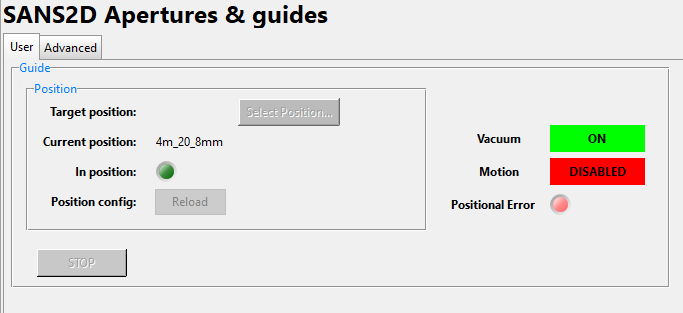 SANS2D Apertures & guides
User Advanced
Guide
Position
Target position: Select Position...
Current position: 4m_20_8mm
In position:
Position config: Reload
Vacuum ON
Motion DISABLED
Positional Error
STOP